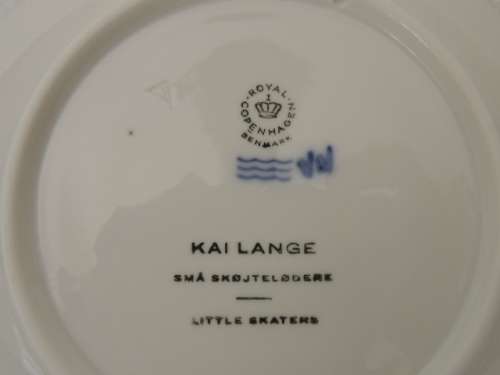 ROYAL
COPENHAGEN
DENMARK
KAI LANGE
SMÅ SKØJTELØBERE
LITTLE SKATERS